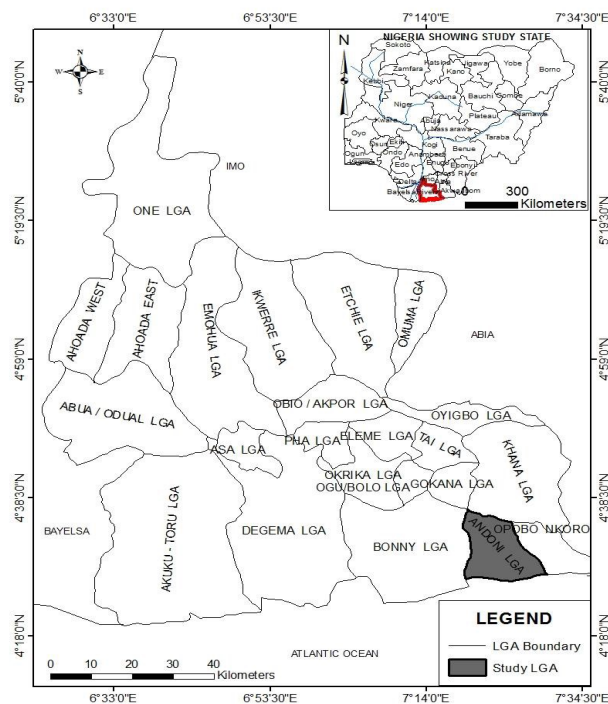 6°33'0"E 6°53'30"E 7°14'0"E 7°34'30"E
5°40'0"N
5°19'30"N
4°59'0"N
4°38'30"N
4°18'0"N
N
W E
S
NIGERIA SHOWING STUDY STATE
N
Sokoto
Zamfara
Katsina
Jigawa
Yobe
Kano
Borno
Kebbi
Kaduna
Bauchi
Gombe
Niger
Adamawa
Plateau
Abuja
Kwara
Nassarawa
Taraba
Oyo
Kogi
Benue
Osun
Ekiti
Ondo
Ogun
Edo
Anambra
Enugu
Ebony
Cross River
Delta
Bayelsa
0 300
Kilometers
IMO
ONE LGA
AHOADA WEST
AHOADA EAST
EMOHUA LGA
IKWERRE LGA
ETCHIE LGA
OMUMA LGA
ABIA
ABUA / ODUAL LGA
OBIO / AKPOR LGA
OYIGBO LGA
ASA LGA
PHA LGA
ELEME LGA
TAI LGA
KHANA LGA
OKRIKA LGA
OGU/BOLO LGA
GOKANA LGA
BAYELSA
AKUKU - TORU LGA
DEGEMA LGA
BONNY LGA
ANDONI LGA
OPOBO NKORO
ATLANTIC OCEAN
LEGEND
LGA Boundary
Study LGA
0 10 20 30 40
Kilometers
6°33'0"E 6°53'30"E 7°14'0"E 7°34'30"E
5°40'0"N
5°19'30"N
4°59'0"N
4°38'30"N
4°18'0"N